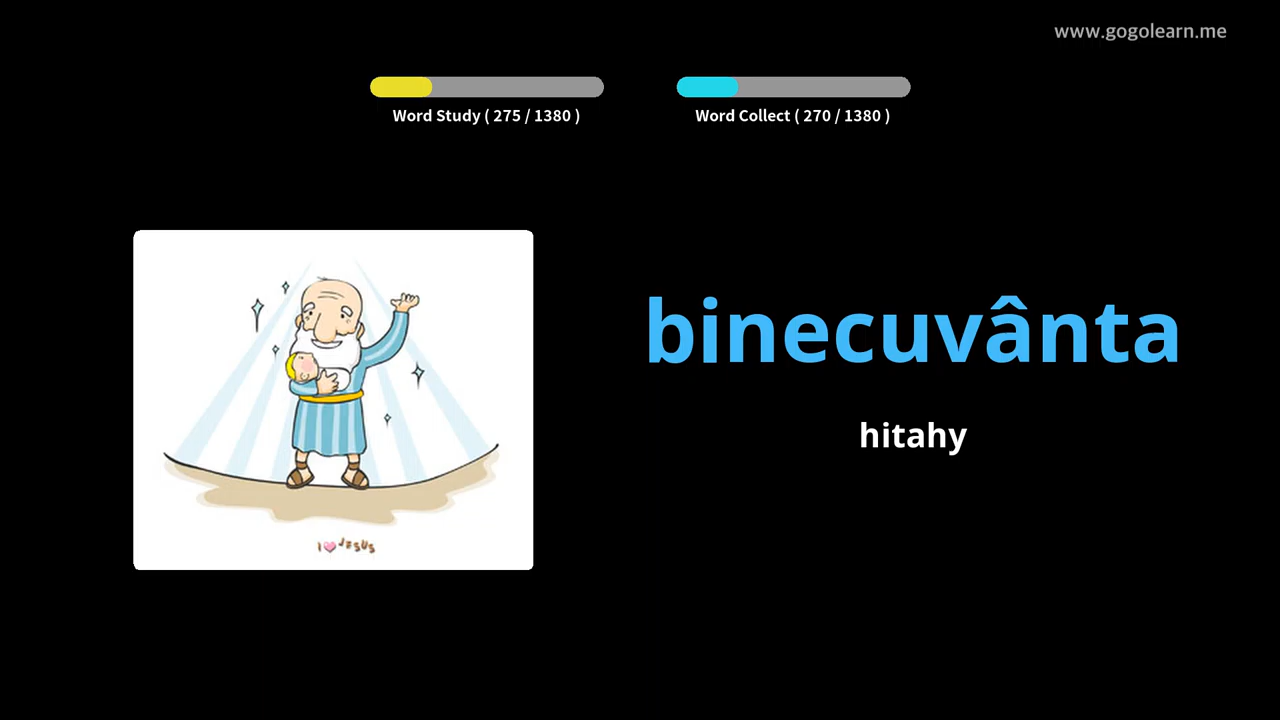 www.gogolearn.me
Word Study ( 275 / 1380 )
Word Collect ( 270 / 1380 )
binecuvânta
hitahy
I JESUS